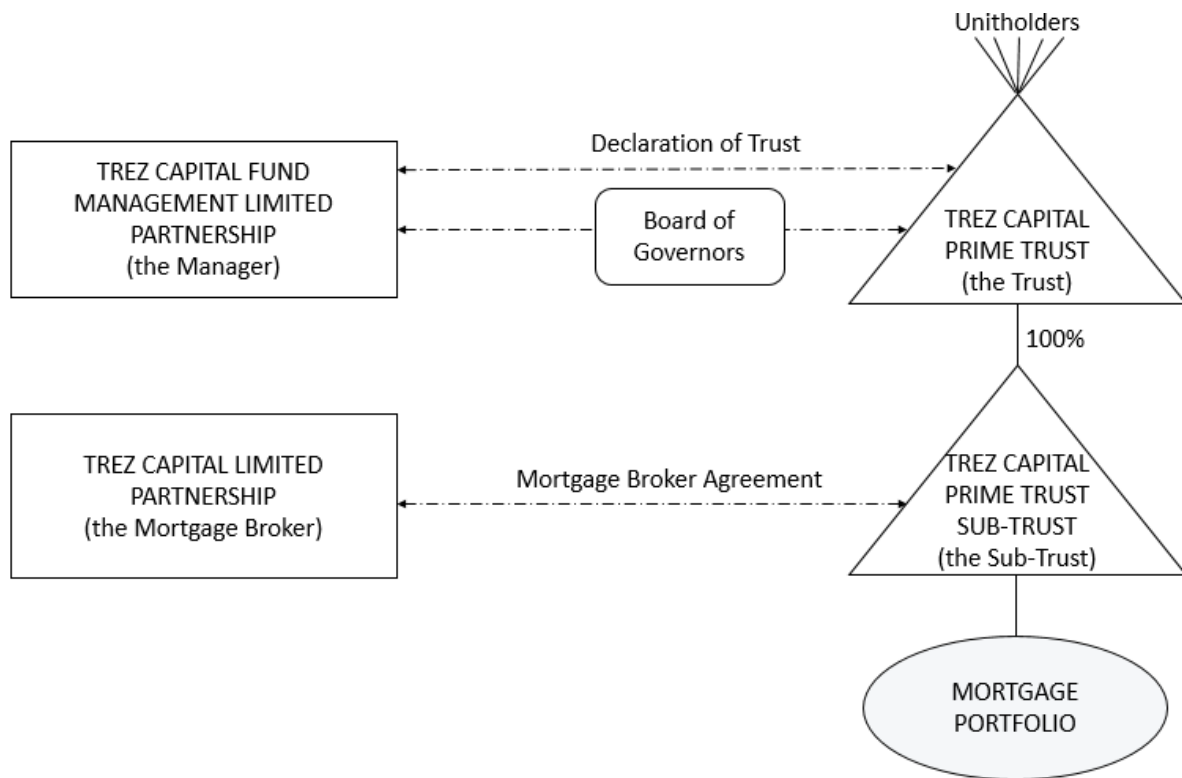 Unitholders
Declaration of Trust
TREZ CAPITAL FUND
MANAGEMENT LIMITED
PARTNERSHIP
(the Manager)
Board of
Governors
TREZ CAPITAL
PRIME TRUST
(the Trust)
100%
TREZ CAPITAL LIMITED
PARTNERSHIP
(the Mortgage Broker)
Mortgage Broker Agreement
TREZ CAPITAL
PRIME TRUST
SUB-TRUST
(the Sub-Trust)
MORTGAGE
PORTFOLIO